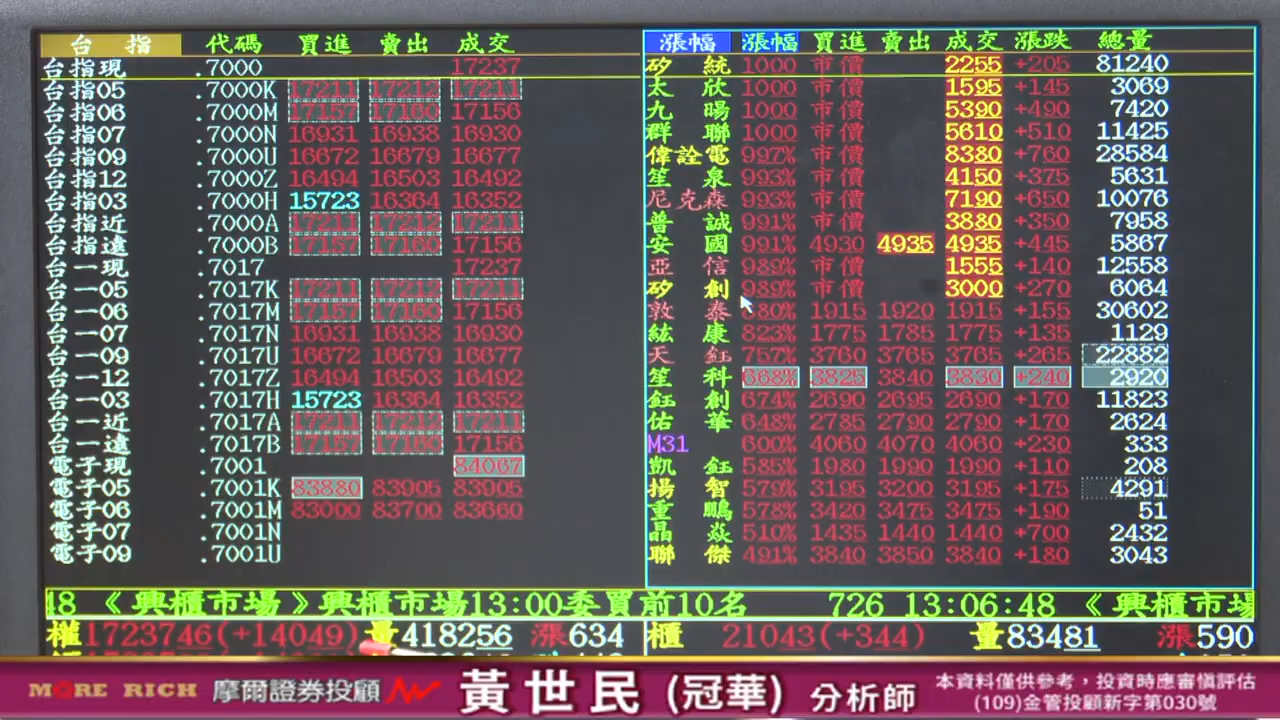 台 指 代碼 買進 賣出 成交
台指現 .7000 17237
台指05 .7000K 17211 17212 17211
台指06 .7000M 17157 17160 17156
台指07 .7000N 16931 16938 16930
台指09 .7000U 16672 16679 16677
台指12 .7000Z 16494 16503 16492
台指03 .7000H 15723 16364 16352
台指近 .7000A 17211 17212 17211
台指遠 .7000B 17157 17160 17156
台一現 .7017 17237
台一05 .7017K 17211 17212 17211
台一06 .7017M 17157 17160 17156
台一07 .7017N 16931 16938 16930
台一09 .7017U 16672 16679 16677
台一12 .7017Z 16494 16503 16492
台一03 .7017H 15723 16364 16352
台一近 .7017A 17211 17212 17211
台一遠 .7017B 17157 17160 17156
電子現 .7001 84067
電子05 .7001K 83880 83905 83905
電子06 .7001M 83000 83700 83660
電子07 .7001N
電子09 .7001U
漲幅 漲幅 買進 賣出 成交 漲跌 總量
矽 統 1000 市價 2255 +205 81240
太 欣 1000 市價 1595 +145 3069
九 暘 1000 市價 5390 +490 7420
群 聯 1000 市價 5610 +510 11425
偉詮電 997% 市價 8380 +760 28584
笙 泉 993% 市價 4150 +375 5631
尼克森 993% 市價 7190 +650 10076
普 誠 991% 市價 3880 +350 7958
安 國 991% 4930 4935 4935 +445 5867
亞 信 989% 市價 1555 +140 12558
矽 創 989% 市價 3000 +270 6064
敦 泰 880% 1915 1920 1915 +155 30602
紘 康 823% 1775 1785 1775 +135 1129
天 鈺 757% 3760 3765 3765 +265 22882
笙 科 668% 3825 3840 3830 +240 2920
鈺 創 674% 2690 2695 2690 +170 11823
佑 華 648% 2785 2790 2790 +170 2624
M31 600% 4060 4070 4060 +230 333
凱 鈺 585% 1980 1990 1990 +110 208
揚 智 579% 3195 3200 3195 +175 4291
重 鵬 578% 3420 3475 3475 +190 51
晶 焱 510% 1435 1440 1440 +700 2432
聯 傑 491% 3840 3850 3840 +180 3043
48 《興櫃市場》興櫃市場13:00委買前10名 726 13:06:48 《興櫃市場
權1723746(+14049) 量418256 漲634 櫃 21043(+344) 量83481 漲590
MORE RICH 摩爾證券投顧 黃世民 (冠華) 分析師
本資料僅供參考，投資時應審慎評估
(109)金管投顧新字第030號